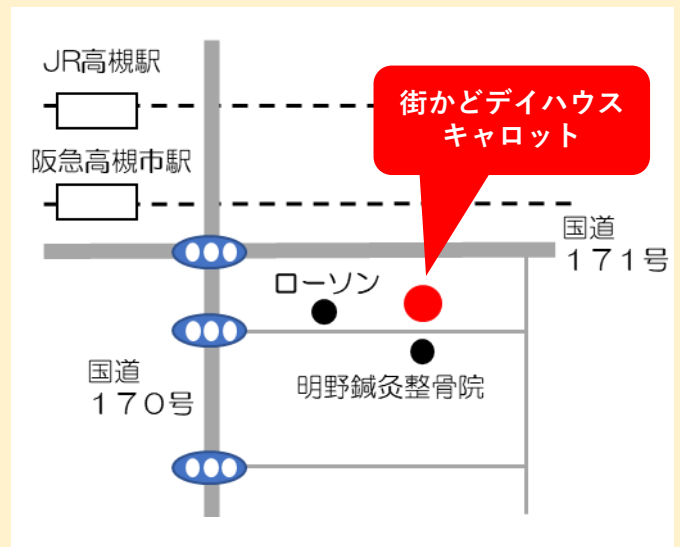 JR高槻駅
街かどデイハウス
キャロット
阪急高槻市駅
国道
１７１号
ローソン
国道
１７０号
明野鍼灸整骨院